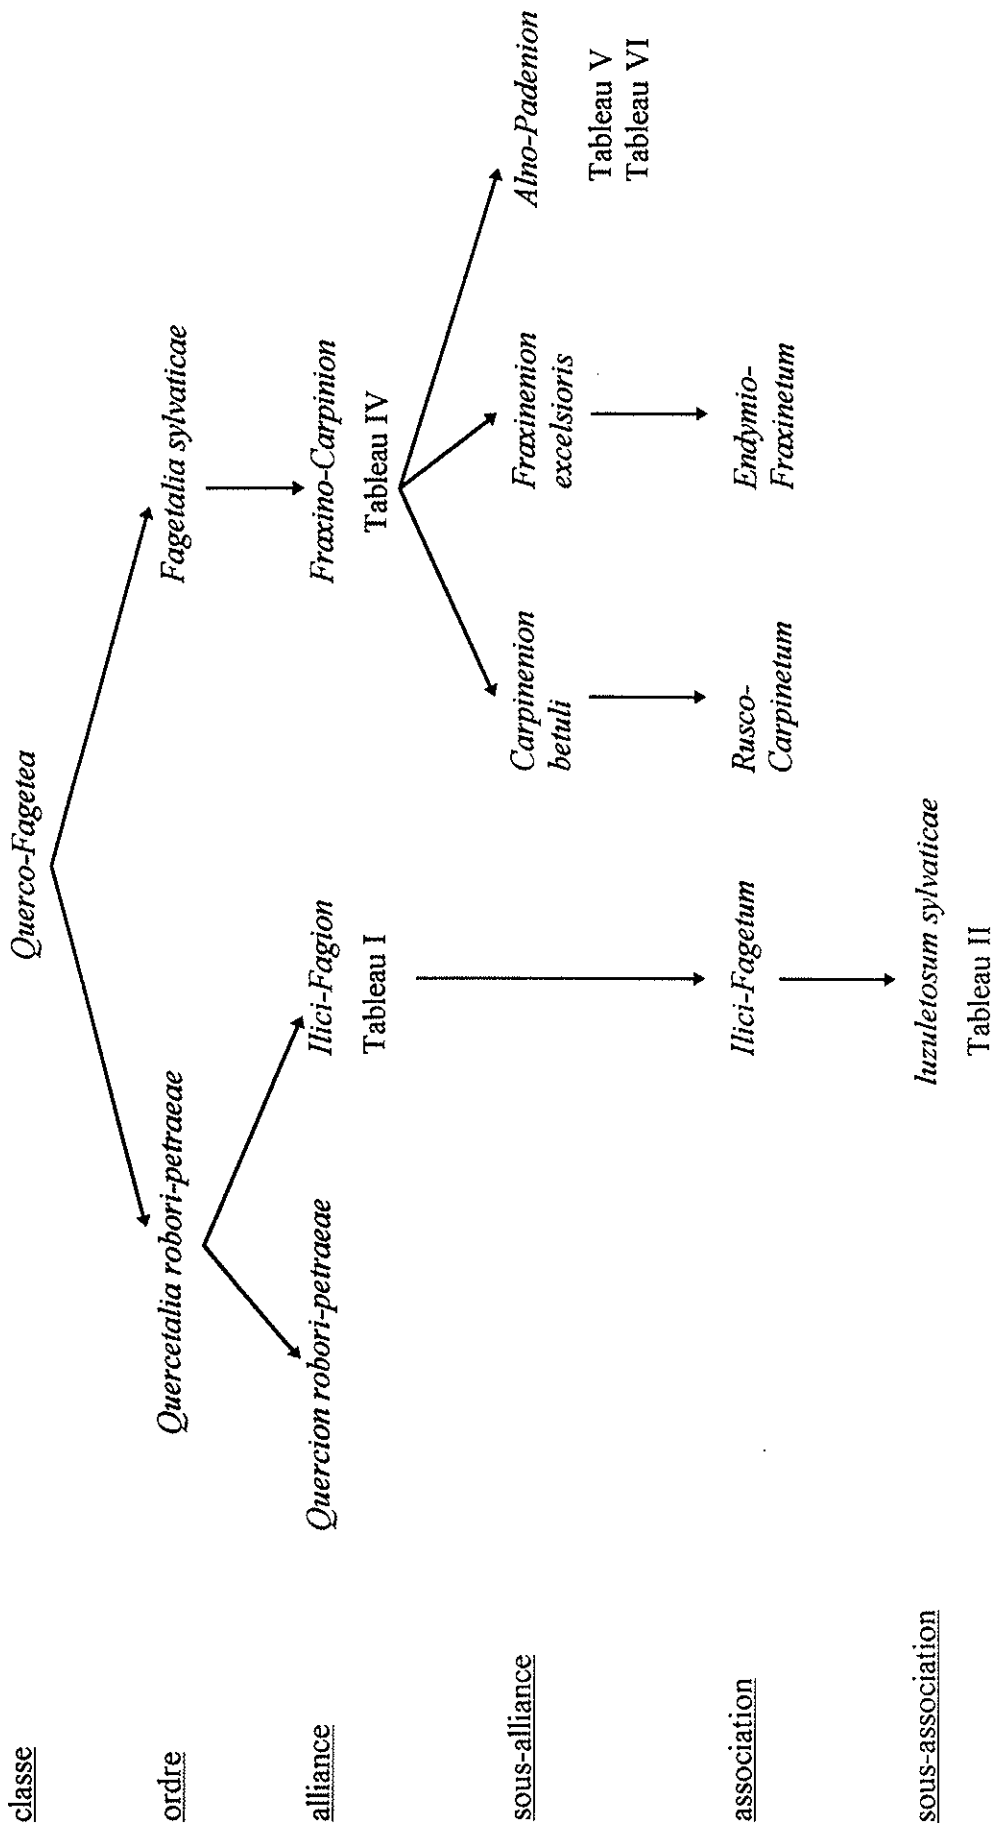 classe
Querco-Fagetea
ordre
Quercetalia robori-petraeae
Fagetalia sylvaticae
alliance
Quercion robori-petraeae
Ilici-Fagion
Tableau I
Fraxino-Carpinion
Tableau IV
sous-alliance
Carpinenion
betuli
Fraxinenion
excelsioris
Alno-Padenion
Tableau V
Tableau VI
association
Ilici-Fagetum
Rusco-
Carpinetum
Endymio-
Fraxinetum
sous-association
luzuletosum sylvaticae
Tableau II